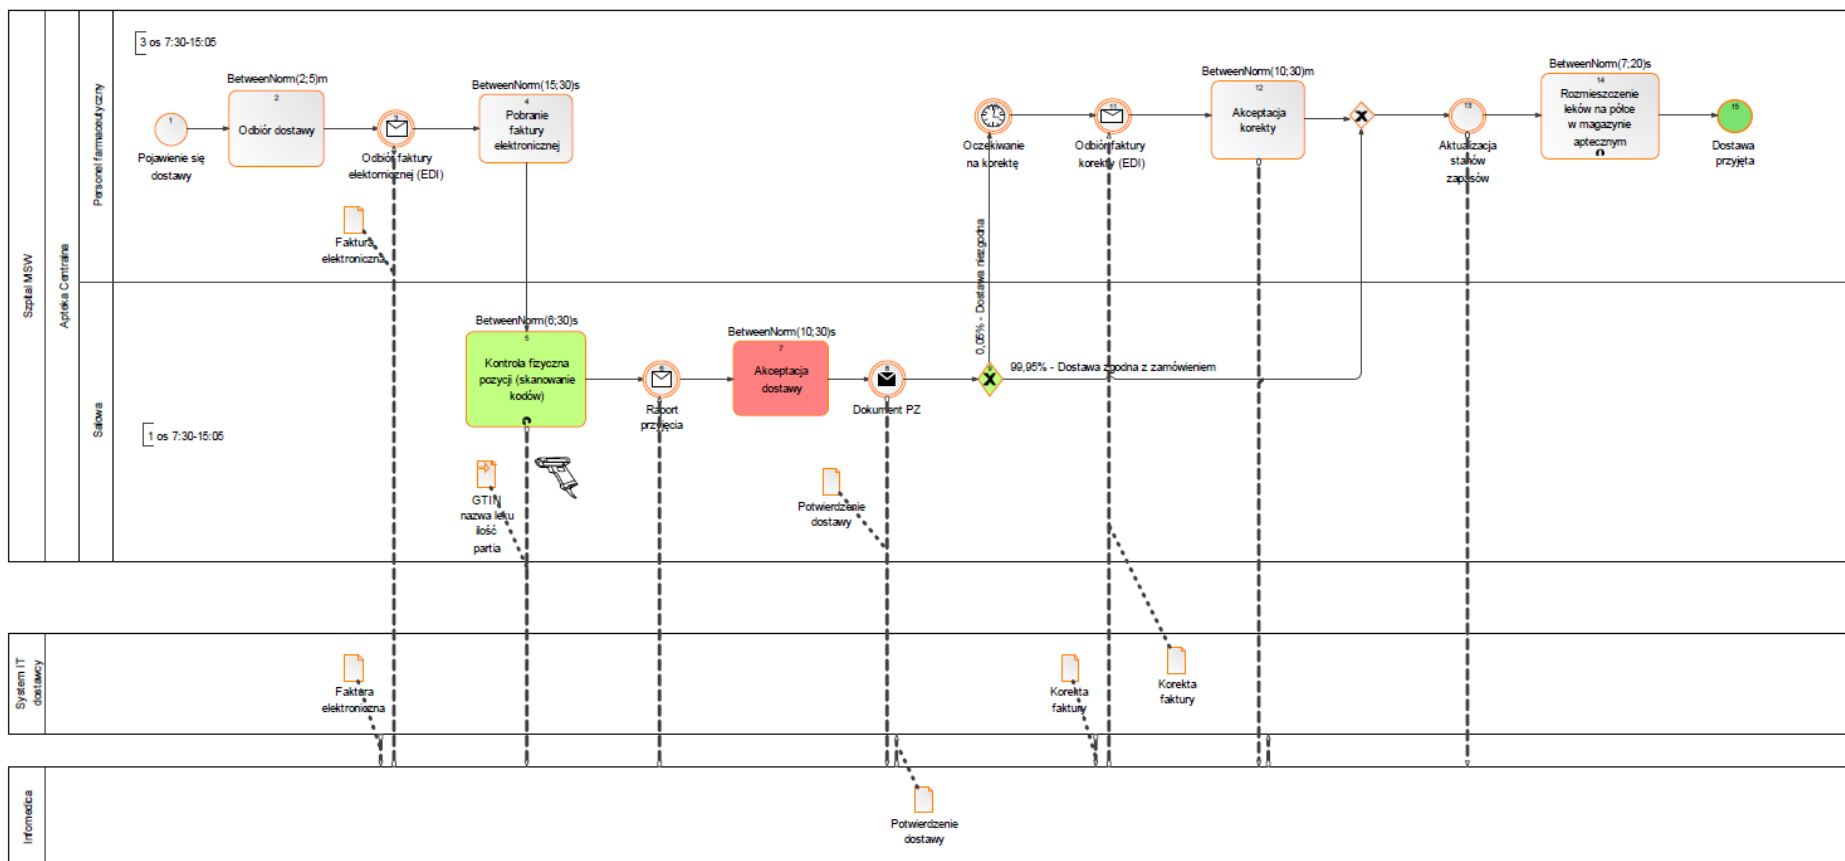 3 os 7:30-15:05
BetweenNorm(2;5)m
2
Odbiór dostawy
1
Pojawienie się
dostawy
3
Odbiór faktury
elektornicznej (EDI)
BetweenNorm(15;30)s
4
Pobranie
faktury
elektronicznej
Faktura
elektroniczna
Oczekiwanie
na korektę
11
Odbiór faktury
korekty (EDI)
BetweenNorm(10;30)m
12
Akceptacja
korekty
13
Aktualizacja
stanów
zapasów
BetweenNorm(7;20)s
14
Rozmieszczenie
leków na półce
w magazynie
aptecznym
15
Dostawa
przyjęta
Szpital MSW
Apteka Centralna
Personel farmaceutyczny
Salowa
BetweenNorm(6;30)s
5
Kontrola fizyczna
pozycji (skanowanie
kodów)
6
Raport
przyjęcia
BetweenNorm(10;30)s
7
Akceptacja
dostawy
8
Dokument PZ
9
0,05% - Dostawa niezgodna
99,95% - Dostawa zgodna z zamówieniem
1 os 7:30-15:05
GTIN
nazwa leku
ilość
partia
Potwierdzenie
dostawy
System IT
dostawcy
Faktura
elektroniczna
Korekta
faktury
Korekta
faktury
Infomedica
Potwierdzenie
dostawy